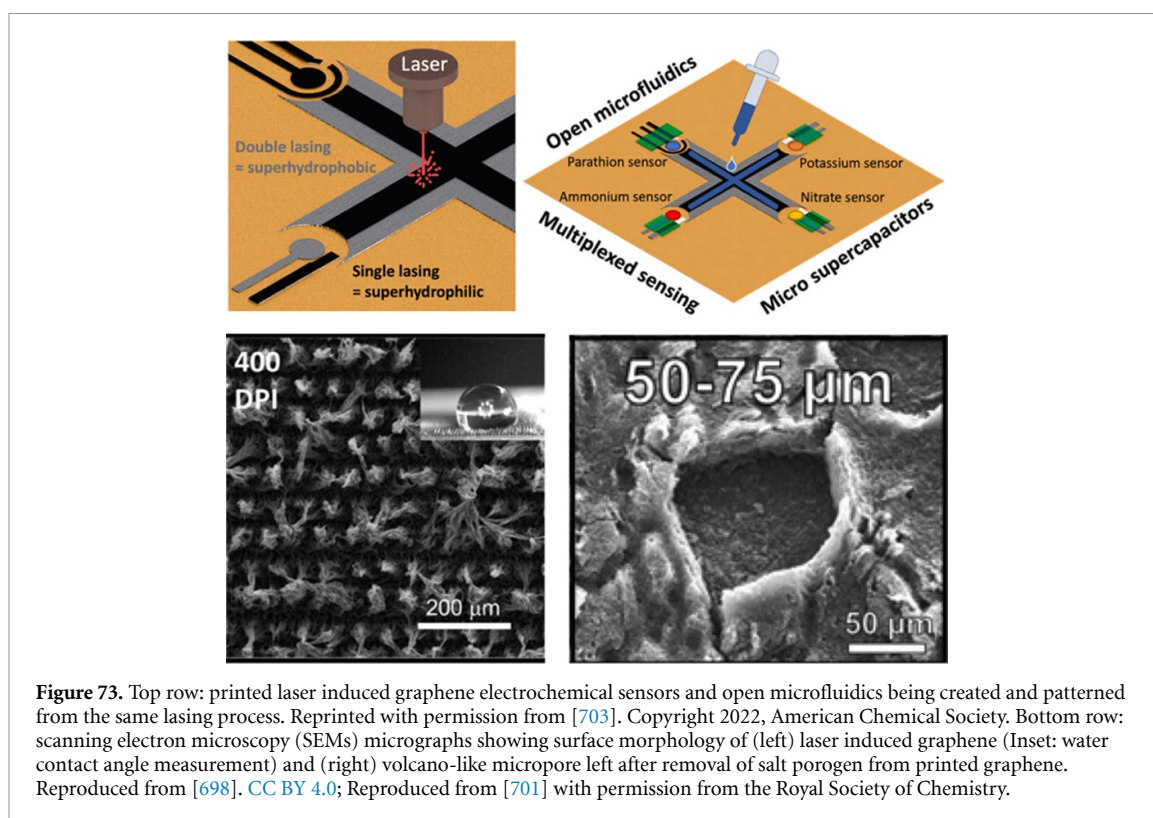 Laser
Double lasing
≈ superhydrophobic
Single lasing
= superhydrophilic
Open microfluidics
Parathion sensor
Potassium sensor
Ammonium sensor
Nitrate sensor
Multiplexed sensing
Micro supercapacitors
400
DPI
200 μm
50-75 μm
50 μm
Figure 73. Top row: printed laser induced graphene electrochemical sensors and open microfluidics being created and patterned
from the same lasing process. Reprinted with permission from [703]. Copyright 2022, American Chemical Society. Bottom row:
scanning electron microscopy (SEMs) micrographs showing surface morphology of (left) laser induced graphene (Inset: water
contact angle measurement) and (right) volcano-like micropore left after removal of salt porogen from printed graphene.
Reproduced from [698]. CC BY 4.0; Reproduced from [701] with permission from the Royal Society of Chemistry.